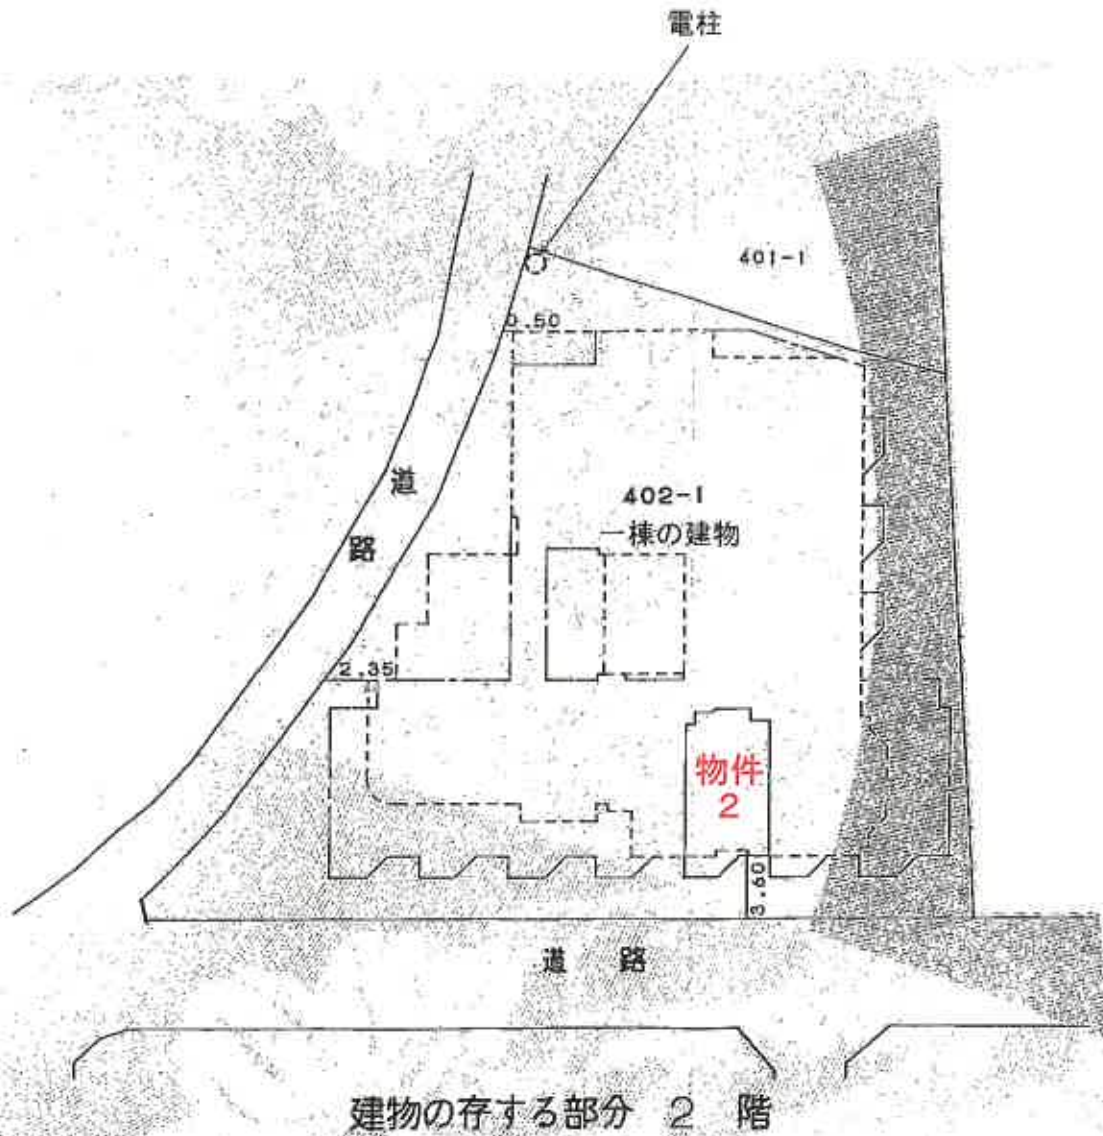 電柱
401-1
0.50
道
路
402-1
一棟の建物
2.35
物件
2
3.60
道 路
建物の存する部分 2 階